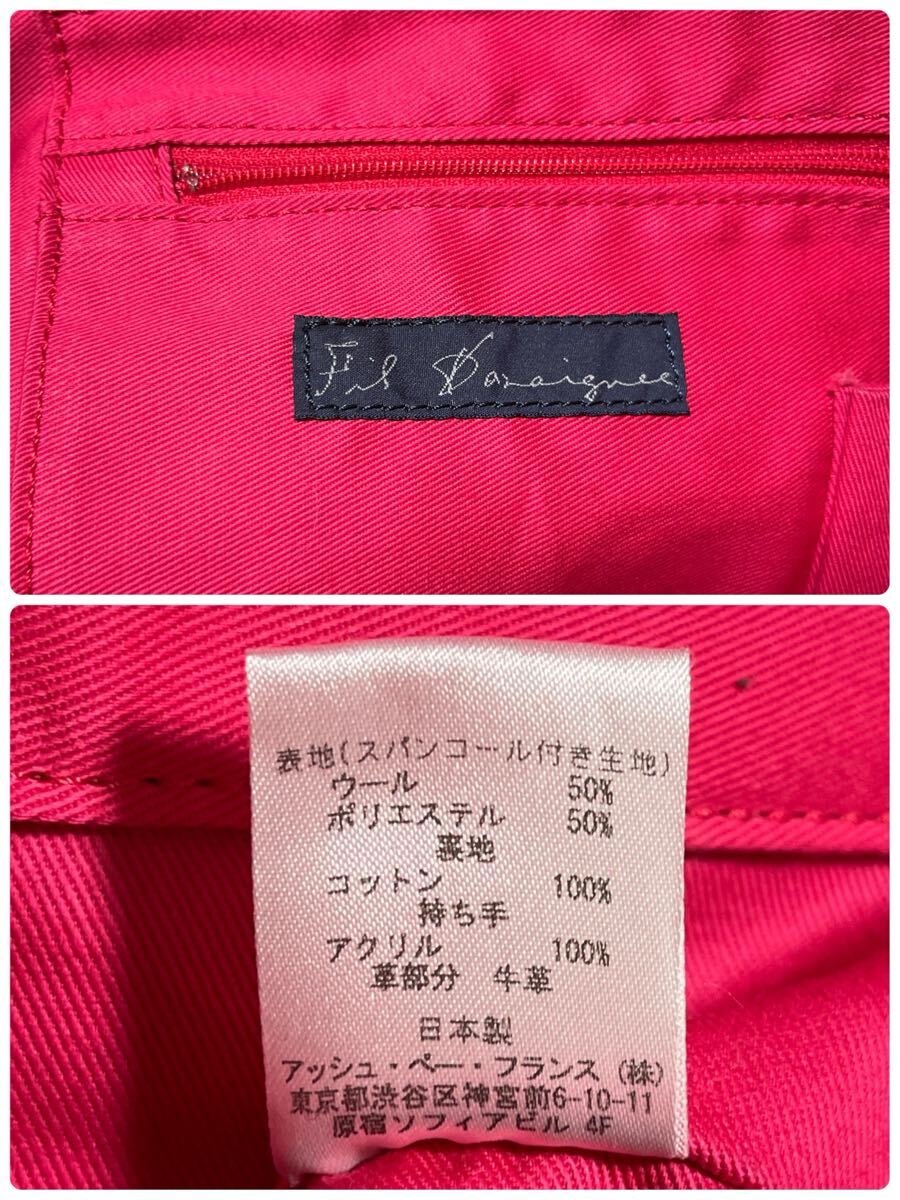 Fil D'araignee
表地(スパンコール付き生地)
ウール 50%
ポリエステル 50%
裏地
コットン 100%
持ち手
アクリル 100%
革部分 牛革
日本製
アッシュ・ペー・フランス(株)
東京都渋谷区神宮前6-10-11
原宿ソフィアビル 4F